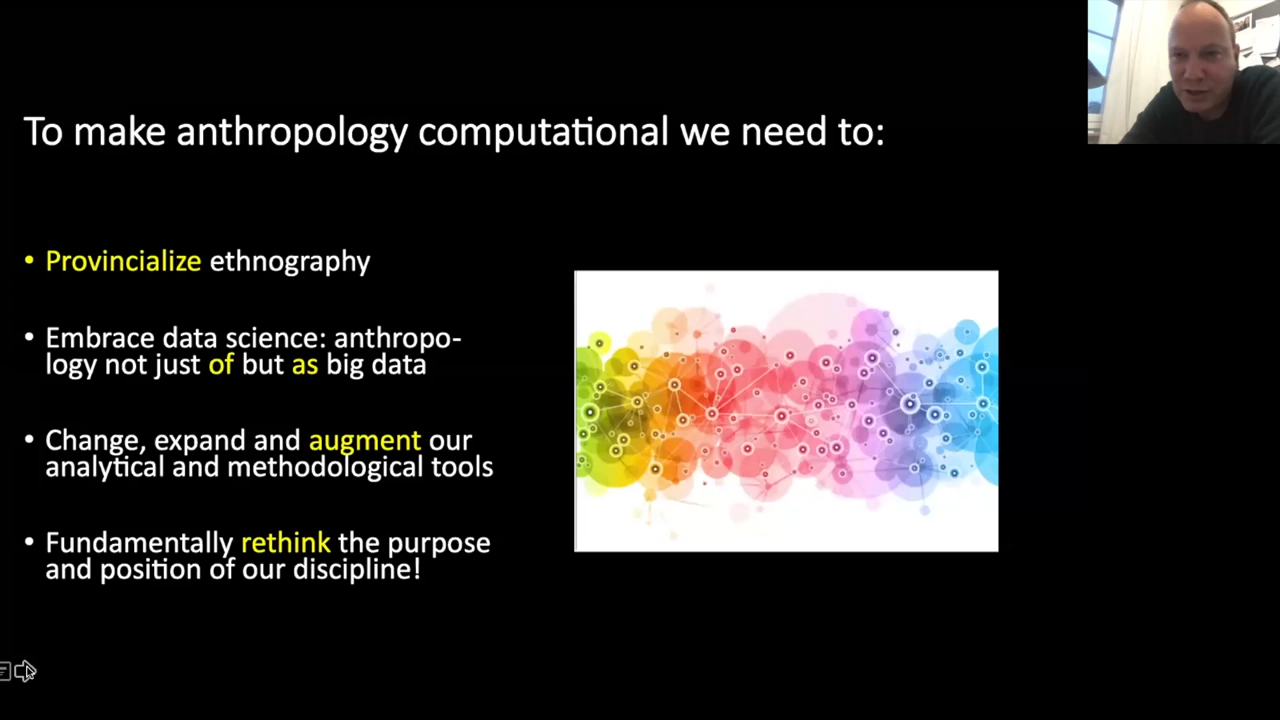 To make anthropology computational we need to:
• Provincialize ethnography
• Embrace data science: anthropo-
logy not just of but as big data
• Change, expand and augment our
analytical and methodological tools
• Fundamentally rethink the purpose
and position of our discipline!